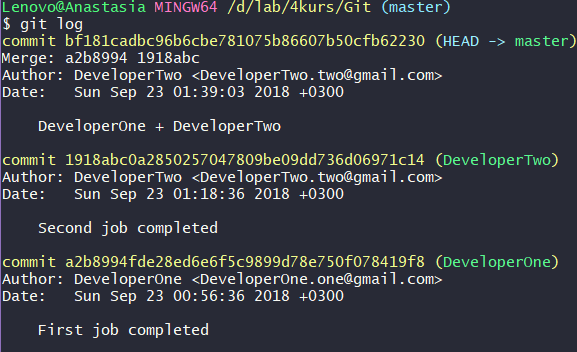 Lenovo@Anastasia MINGW64 /d/lab/4kurs/Git (master)
$ git log
commit bf181cadbc96b6cbe781075b86607b50cfb62230 (HEAD -> master)
Merge: a2b8994 1918abc
Author: DeveloperTwo <DeveloperTwo.two@gmail.com>
Date:   Sun Sep 23 01:39:03 2018 +0300
    DeveloperOne + DeveloperTwo
commit 1918abc0a2850257047809be09dd736d06971c14 (DeveloperTwo)
Author: DeveloperTwo <DeveloperTwo.two@gmail.com>
Date:   Sun Sep 23 01:18:36 2018 +0300
    Second job completed
commit a2b8994fde28ed6e6f5c9899d78e750f078419f8 (DeveloperOne)
Author: DeveloperOne <DeveloperOne.one@gmail.com>
Date:   Sun Sep 23 00:56:36 2018 +0300
    First job completed